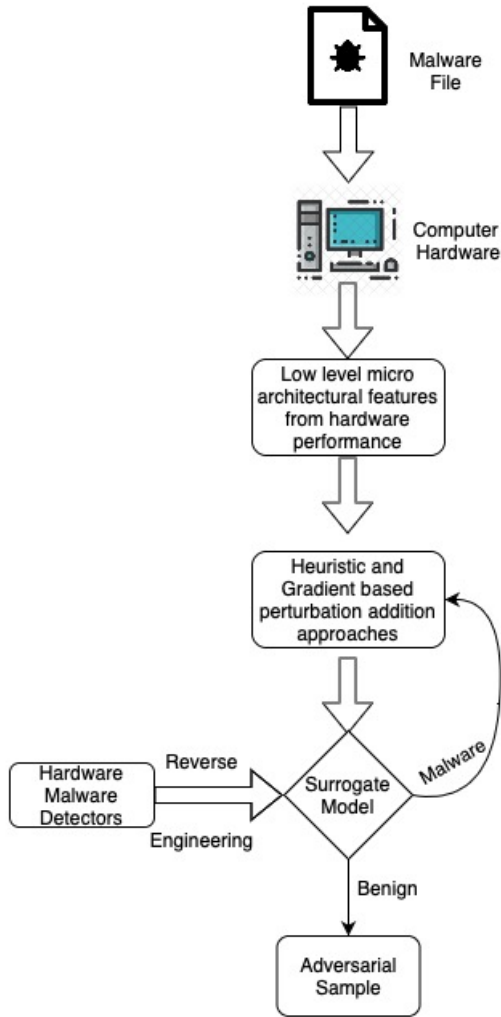 Malware
File
Computer
Hardware
Low level micro
architectural features
from hardware
performance
Heuristic and
Gradient based
perturbation addition
approaches
Reverse
Engineering
Hardware
Malware
Detectors
Surrogate
Model
Malware
Benign
Adversarial
Sample